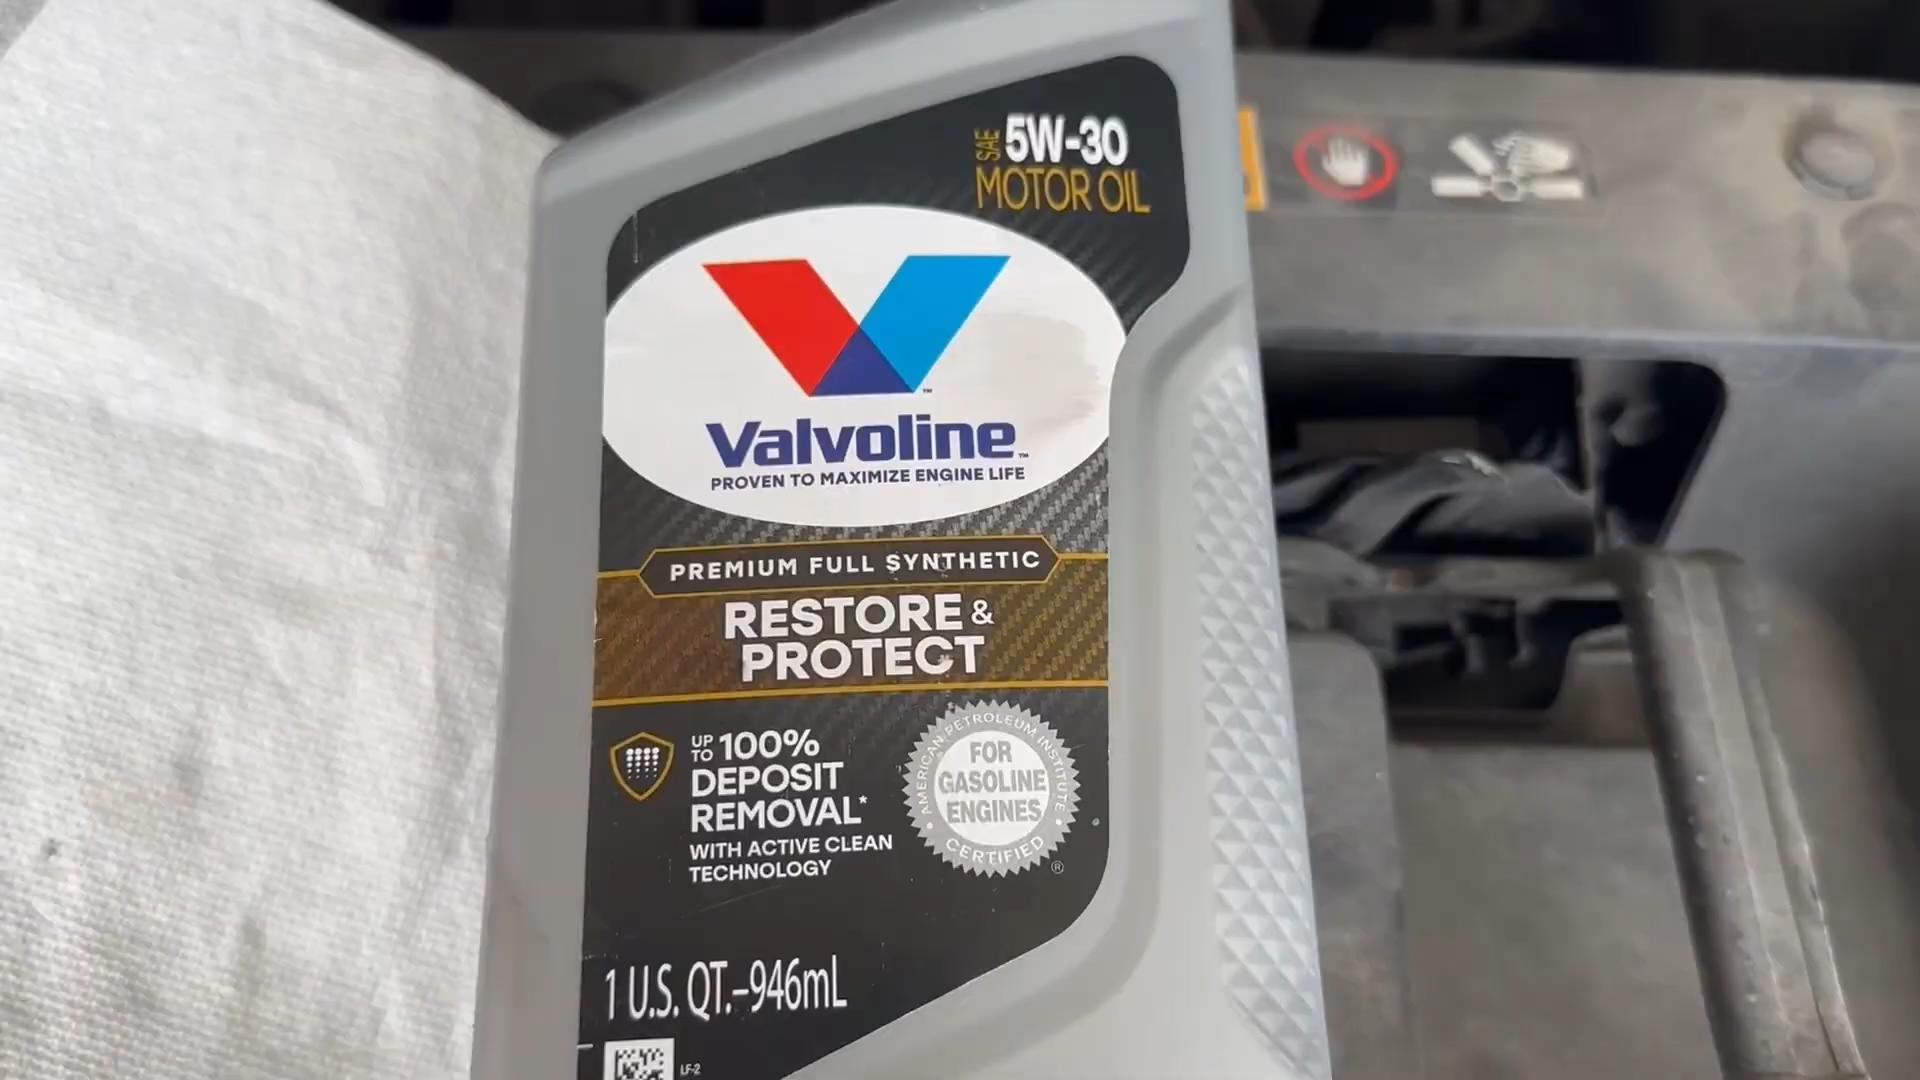 SAE 5W-30
MOTOR OIL
Valvoline™
PROVEN TO MAXIMIZE ENGINE LIFE
PREMIUM FULL SYNTHETIC
RESTORE &
PROTECT
UP TO 100%
DEPOSIT
REMOVAL*
WITH ACTIVE CLEAN
TECHNOLOGY
AMERICAN PETROLEUM INSTITUTE
FOR
GASOLINE
ENGINES
CERTIFIED
®
1 U.S. QT.–946mL
LF-2